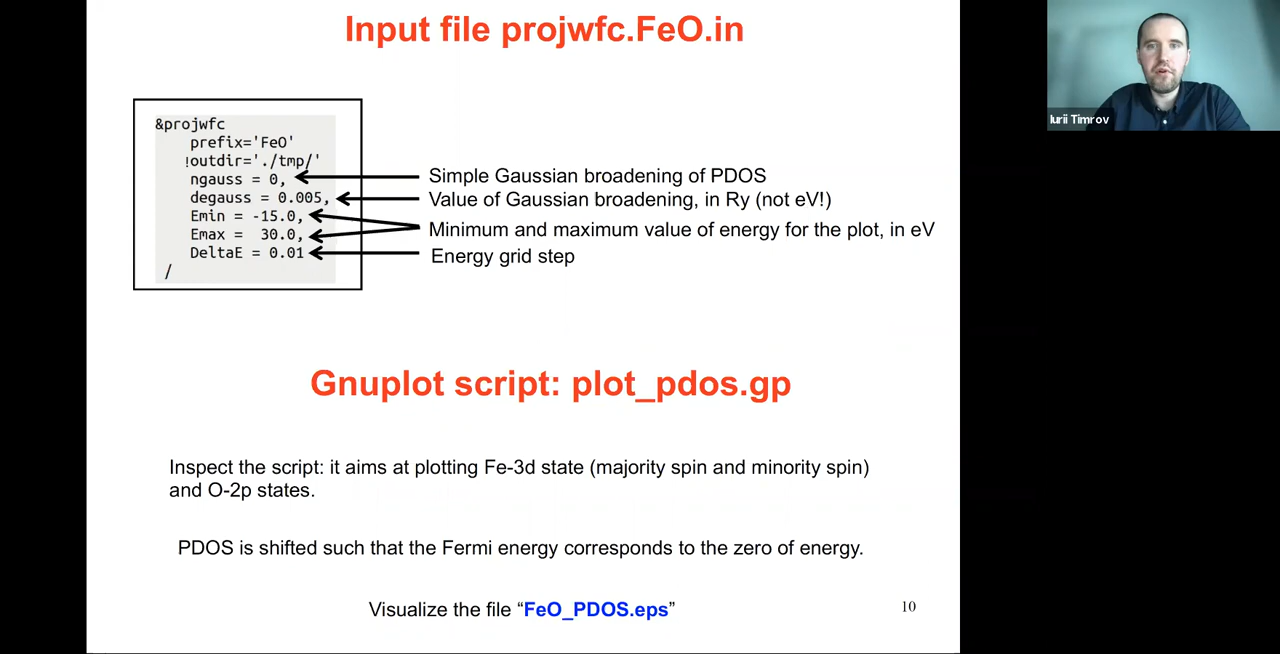 Input file projwfc.FeO.in
Iurii Timrov
&projwfc
prefix='FeO'
!outdir='./tmp/'
ngauss = 0,
degauss = 0.005,
Emin = -15.0,
Emax = 30.0,
DeltaE = 0.01
/
Simple Gaussian broadening of PDOS
Value of Gaussian broadening, in Ry (not eV!)
Minimum and maximum value of energy for the plot, in eV
Energy grid step
Gnuplot script: plot_pdos.gp
Inspect the script: it aims at plotting Fe-3d state (majority spin and minority spin)
and O-2p states.
PDOS is shifted such that the Fermi energy corresponds to the zero of energy.
Visualize the file “FeO_PDOS.eps”
10